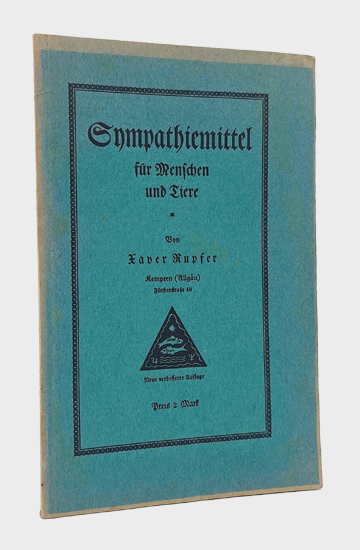 Sympathiemittel
für Menschen
und Tiere
*
Von
Xaver Rupfer
Kempten (Allgäu)
Fürstenstraße 19
Neue verbesserte Auflage
Preis 2 Mark